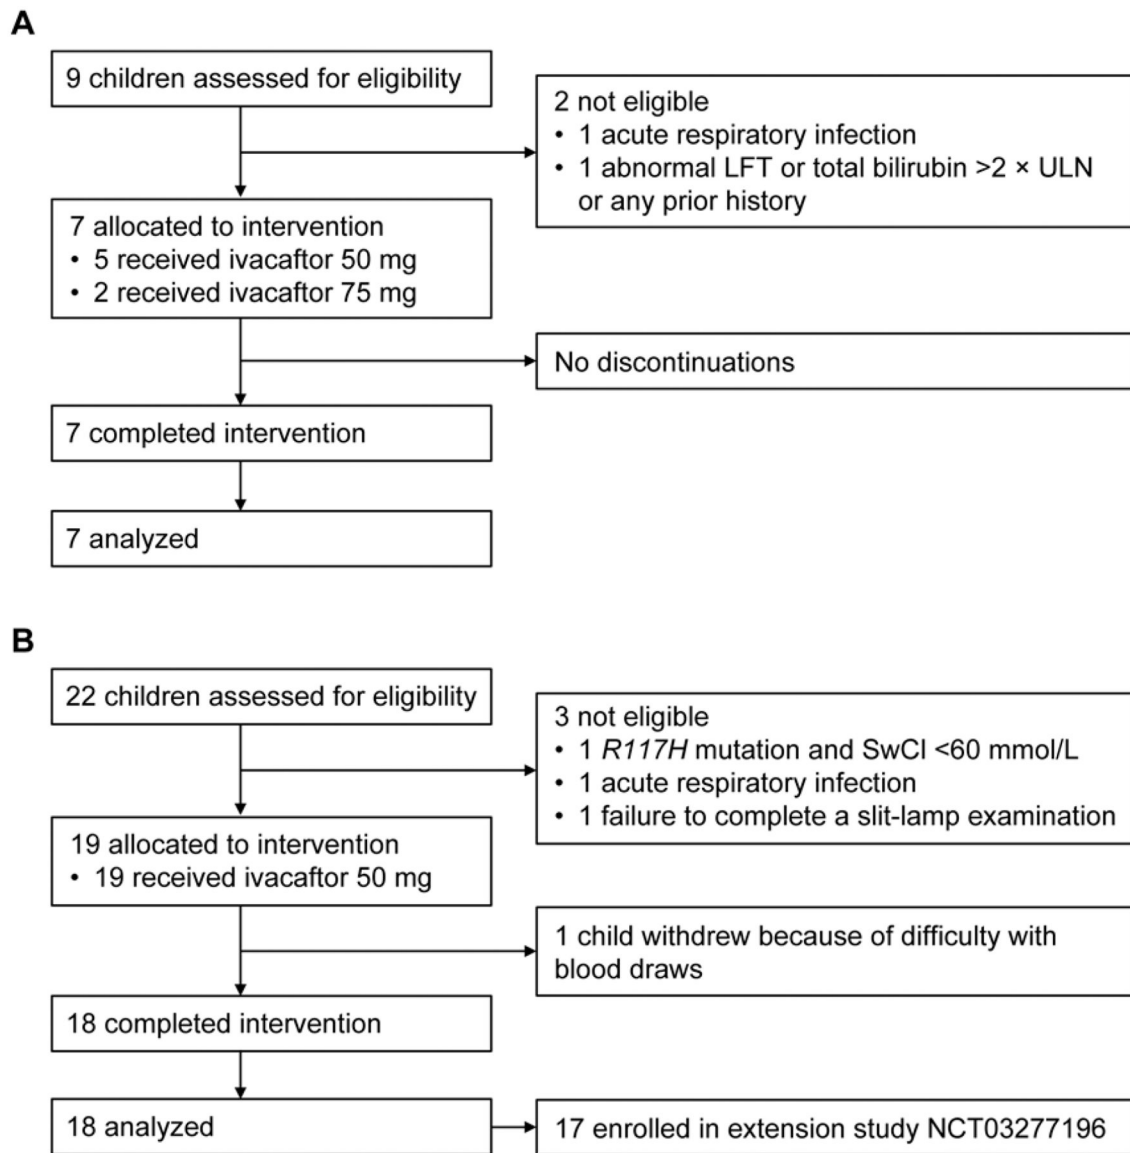 A
9 children assessed for eligibility
2 not eligible
• 1 acute respiratory infection
• 1 abnormal LFT or total bilirubin >2 × ULN
or any prior history
7 allocated to intervention
• 5 received ivacaftor 50 mg
• 2 received ivacaftor 75 mg
No discontinuations
7 completed intervention
7 analyzed
B
22 children assessed for eligibility
3 not eligible
• 1 R117H mutation and SwCl <60 mmol/L
• 1 acute respiratory infection
• 1 failure to complete a slit-lamp examination
19 allocated to intervention
• 19 received ivacaftor 50 mg
1 child withdrew because of difficulty with
blood draws
18 completed intervention
18 analyzed
17 enrolled in extension study NCT03277196